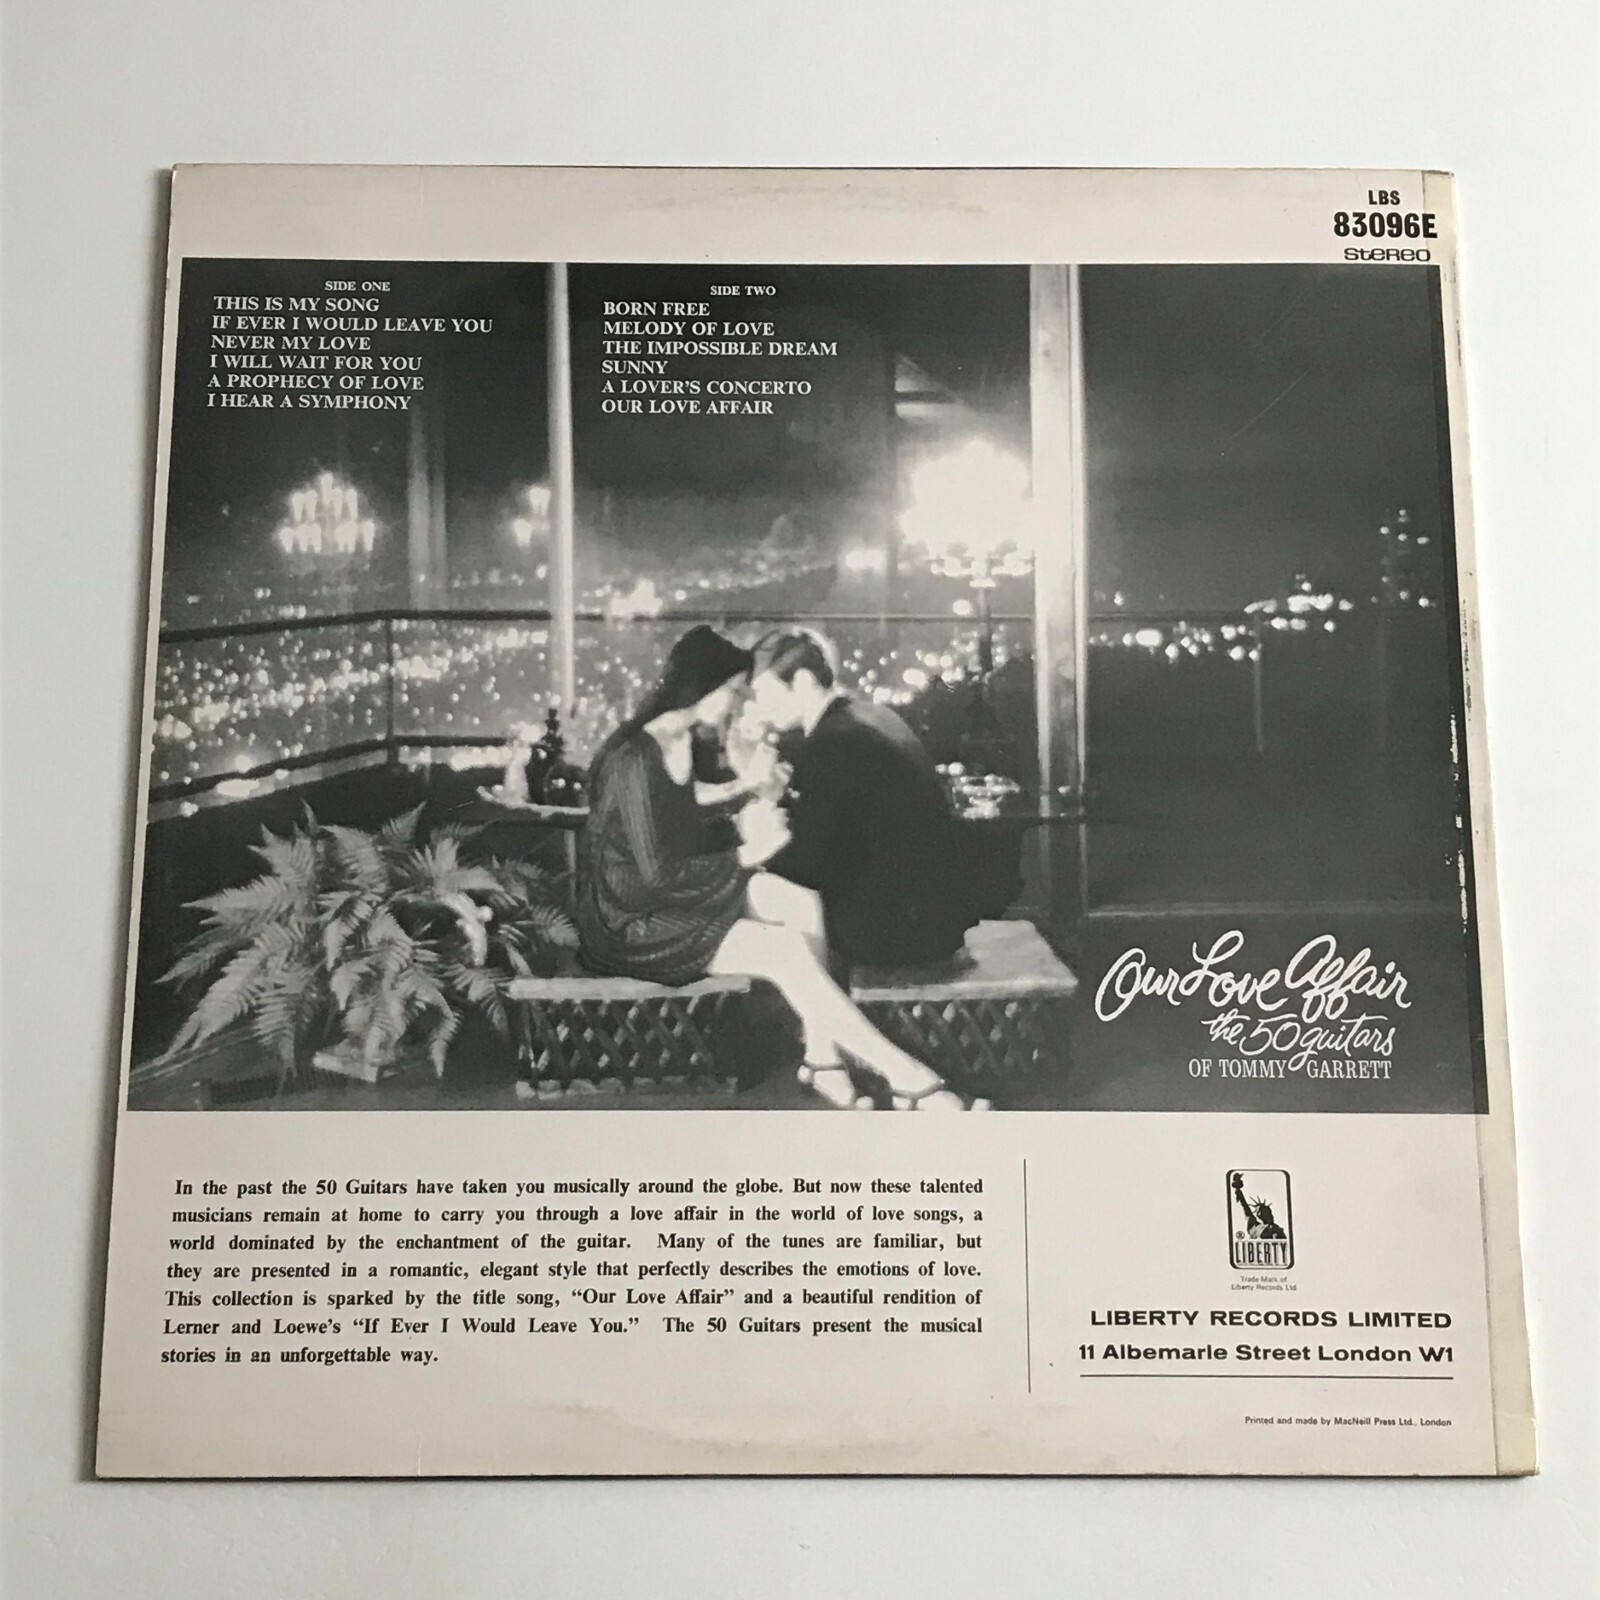 LBS
83096E
Stereo
SIDE ONE
THIS IS MY SONG
IF EVER I WOULD LEAVE YOU
NEVER MY LOVE
I WILL WAIT FOR YOU
A PROPHECY OF LOVE
I HEAR A SYMPHONY
SIDE TWO
BORN FREE
MELODY OF LOVE
THE IMPOSSIBLE DREAM
SUNNY
A LOVER'S CONCERTO
OUR LOVE AFFAIR
Our Love Affair
the 50 guitars
OF TOMMY GARRETT
In the past the 50 Guitars have taken you musically around the globe. But now these talented
musicians remain at home to carry you through a love affair in the world of love songs, a
world dominated by the enchantment of the guitar. Many of the tunes are familiar, but
they are presented in a romantic, elegant style that perfectly describes the emotions of love.
This collection is sparked by the title song, “Our Love Affair” and a beautiful rendition of
Lerner and Loewe's “If Ever I Would Leave You.” The 50 Guitars present the musical
stories in an unforgettable way.
® LIBERTY
Trade Mark of
Liberty Records Ltd
LIBERTY RECORDS LIMITED
11 Albemarle Street London W1
Printed and made by MacNeill Press Ltd., London